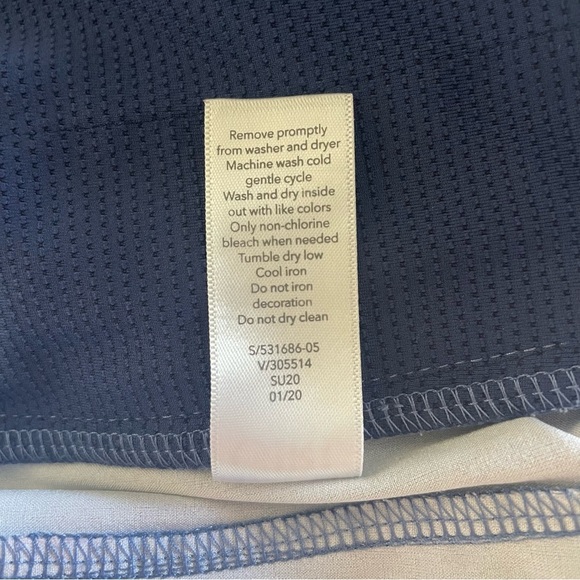 Remove promptly
from washer and dryer
Machine wash cold
gentle cycle
Wash and dry inside
out with like colors
Only non-chlorine
bleach when needed
Tumble dry low
Cool iron
Do not iron
decoration
Do not dry clean
S/531686-05
V/305514
SU20
01/20